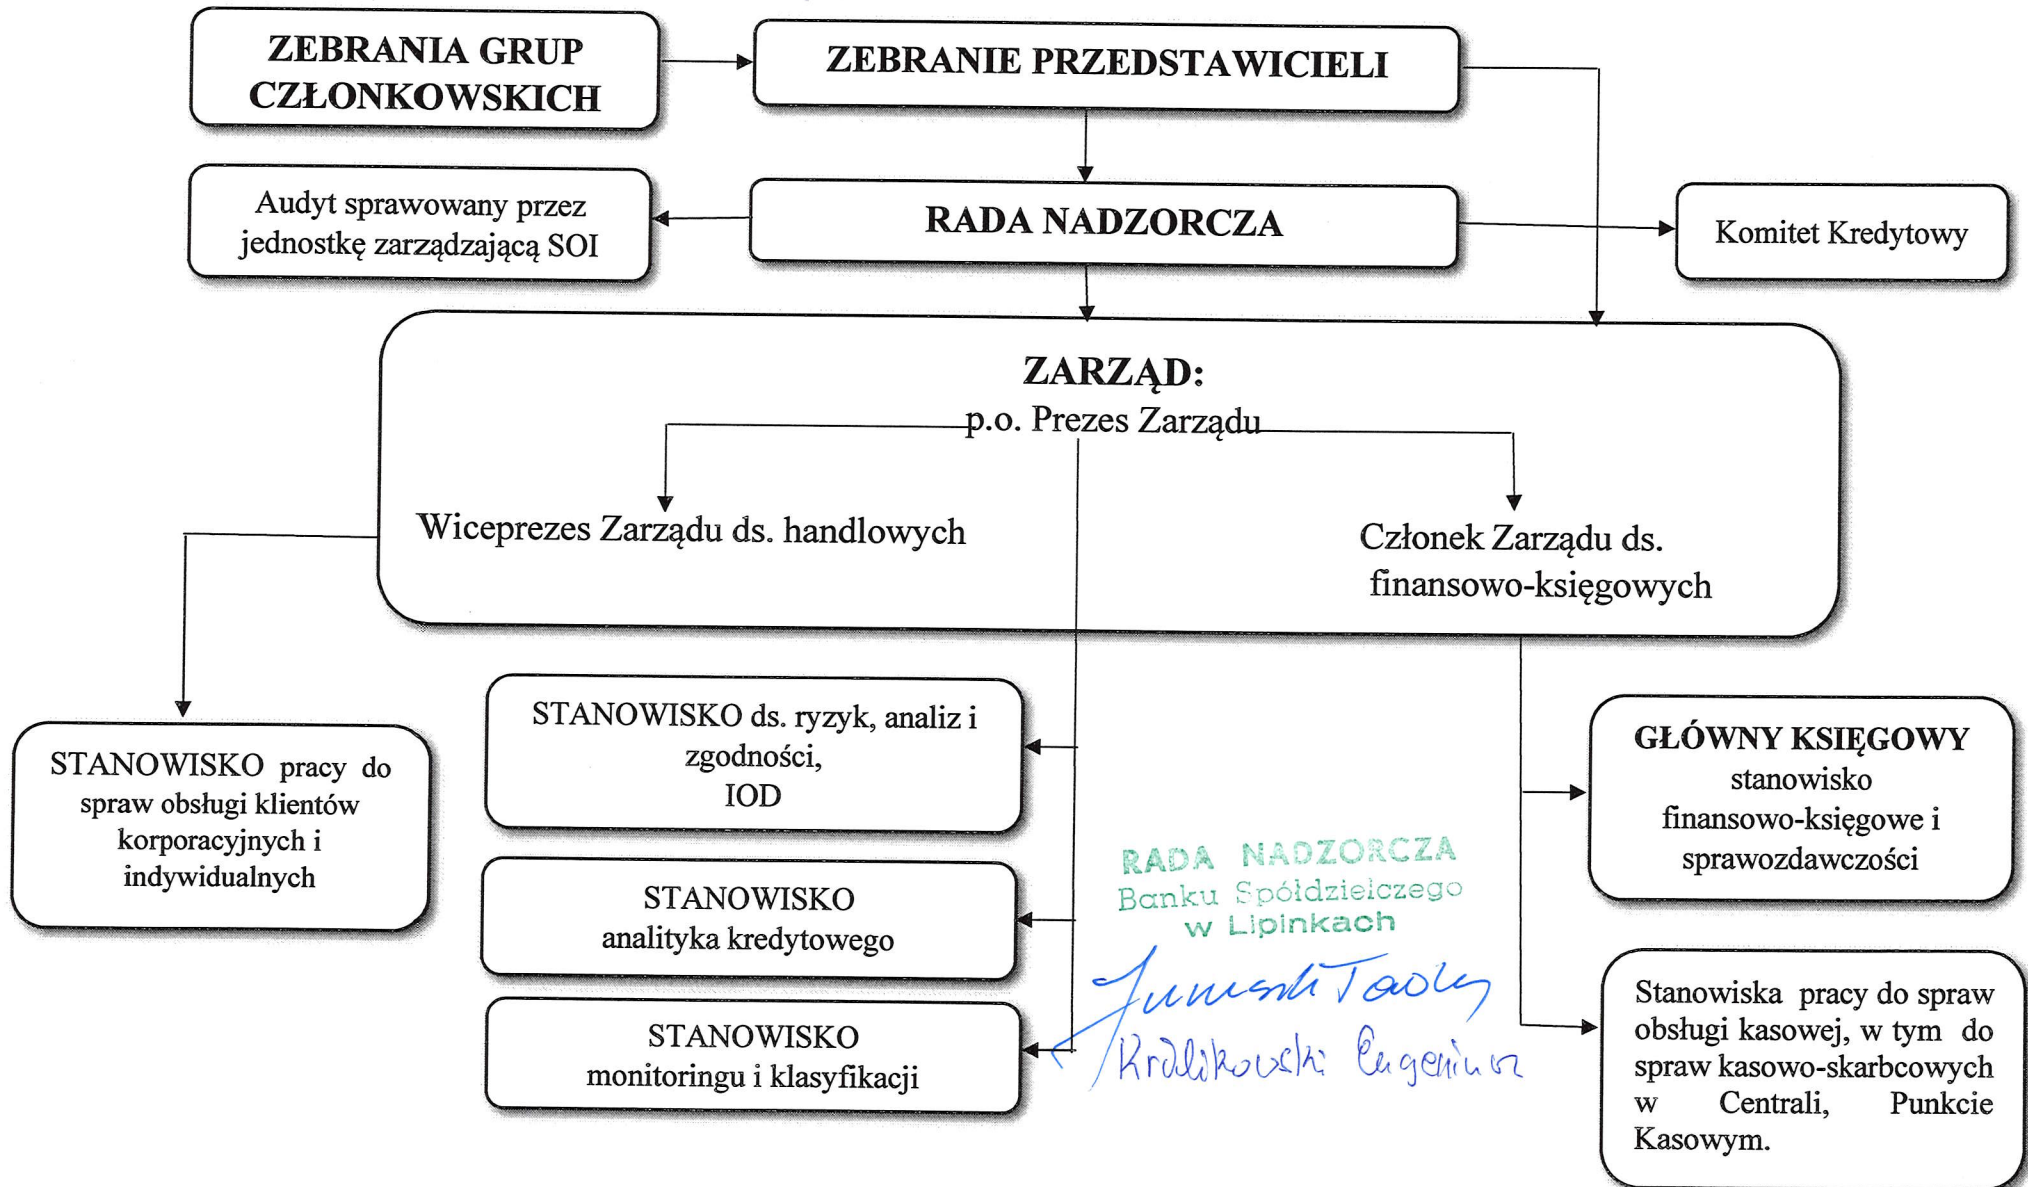 ZEBRANIA GRUP
CZŁONKOWSKICH
ZEBRANIE PRZEDSTAWICIELI
Audyt sprawowany przez
jednostkę zarządzającą SOI
RADA NADZORCZA
Komitet Kredytowy
ZARZĄD:
p.o. Prezes Zarządu
Wiceprezes Zarządu ds. handlowych
Członek Zarządu ds.
finansowo-księgowych
STANOWISKO pracy do
spraw obsługi klientów
korporacyjnych i
indywidualnych
STANOWISKO ds. ryzyk, analiz i
zgodności,
IOD
STANOWISKO
analityka kredytowego
STANOWISKO
monitoringu i klasyfikacji
RADA NADZORCZA
Banku Spółdzielczego
w Lipinkach
Królikowski Eugeniusz
GŁÓWNY KSIĘGOWY
stanowisko
finansowo-księgowe i
sprawozdawczości
Stanowiska pracy do spraw
obsługi kasowej, w tym do
spraw kasowo-skarbcowych
w Centrali, Punkcie
Kasowym.